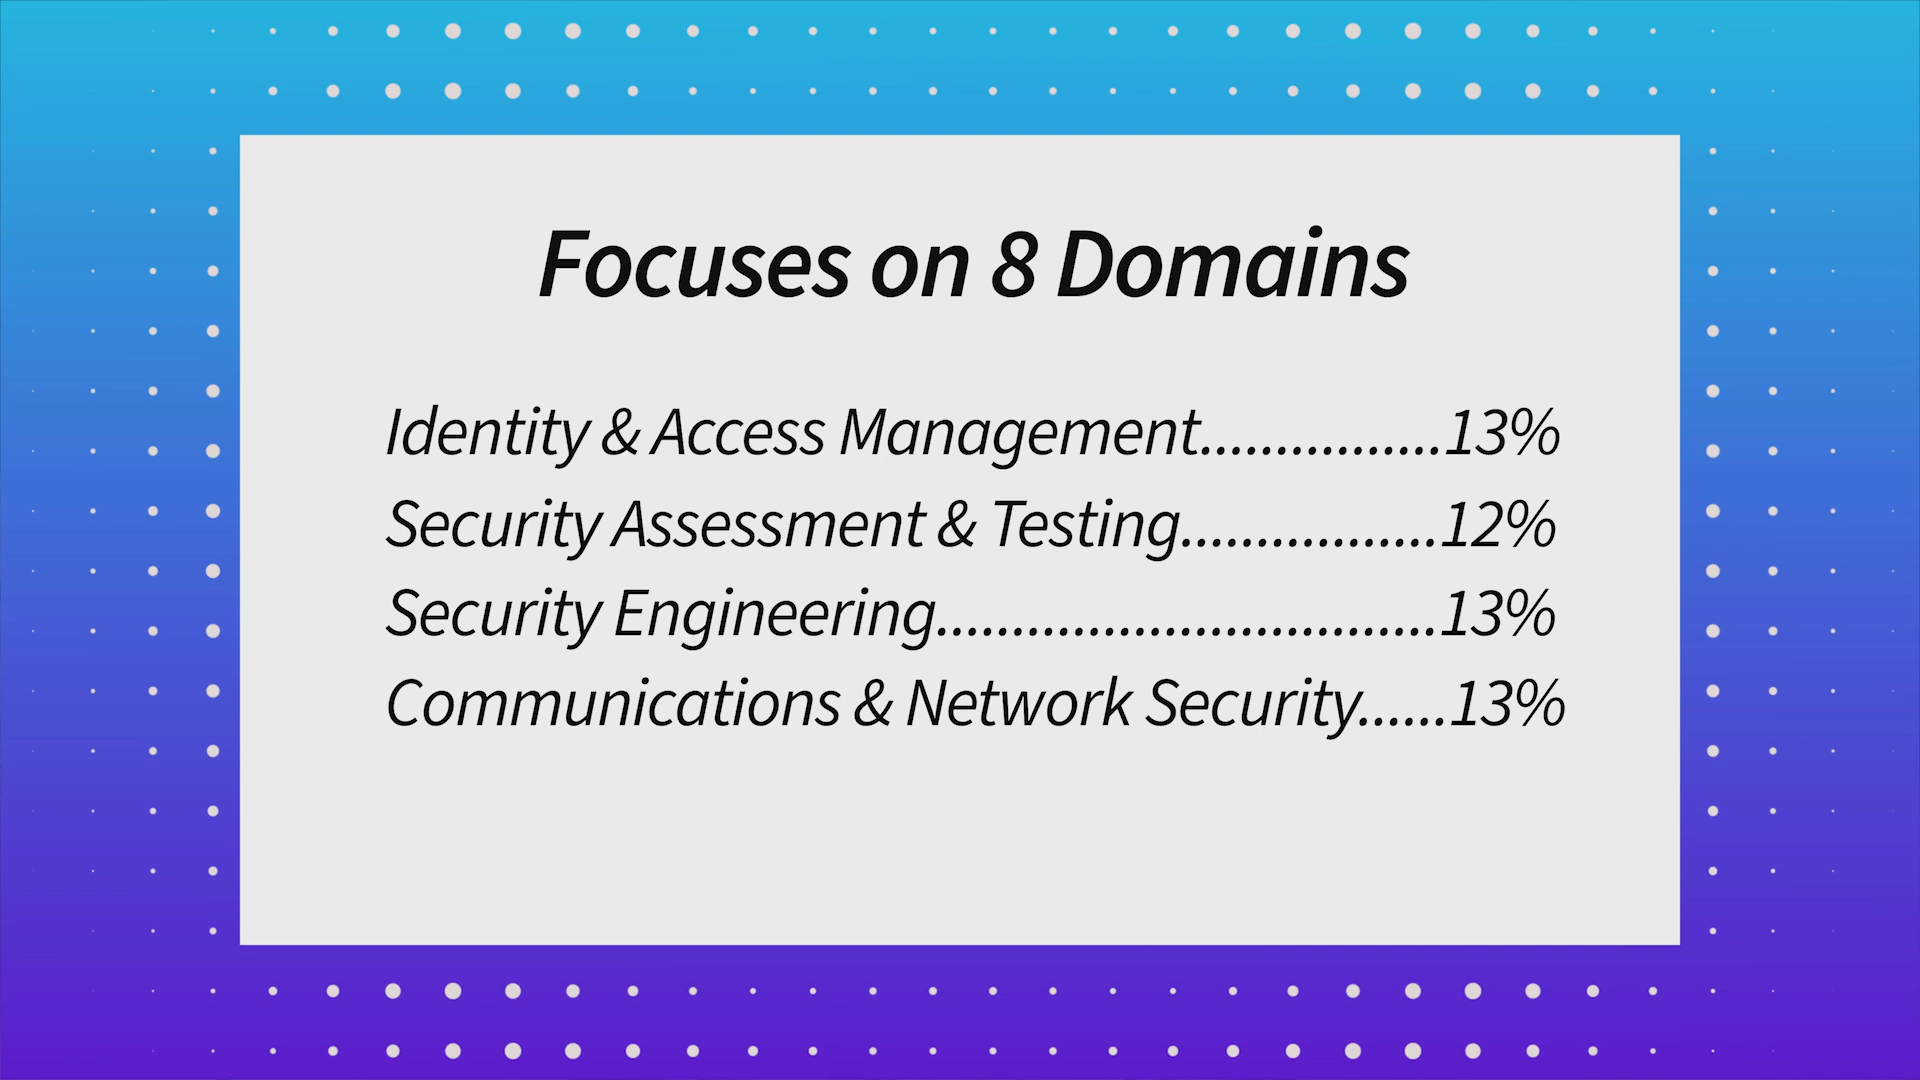 Focuses on 8 Domains
Identity & Access Management................13%
Security Assessment & Testing.................12%
Security Engineering.................................13%
Communications & Network Security......13%